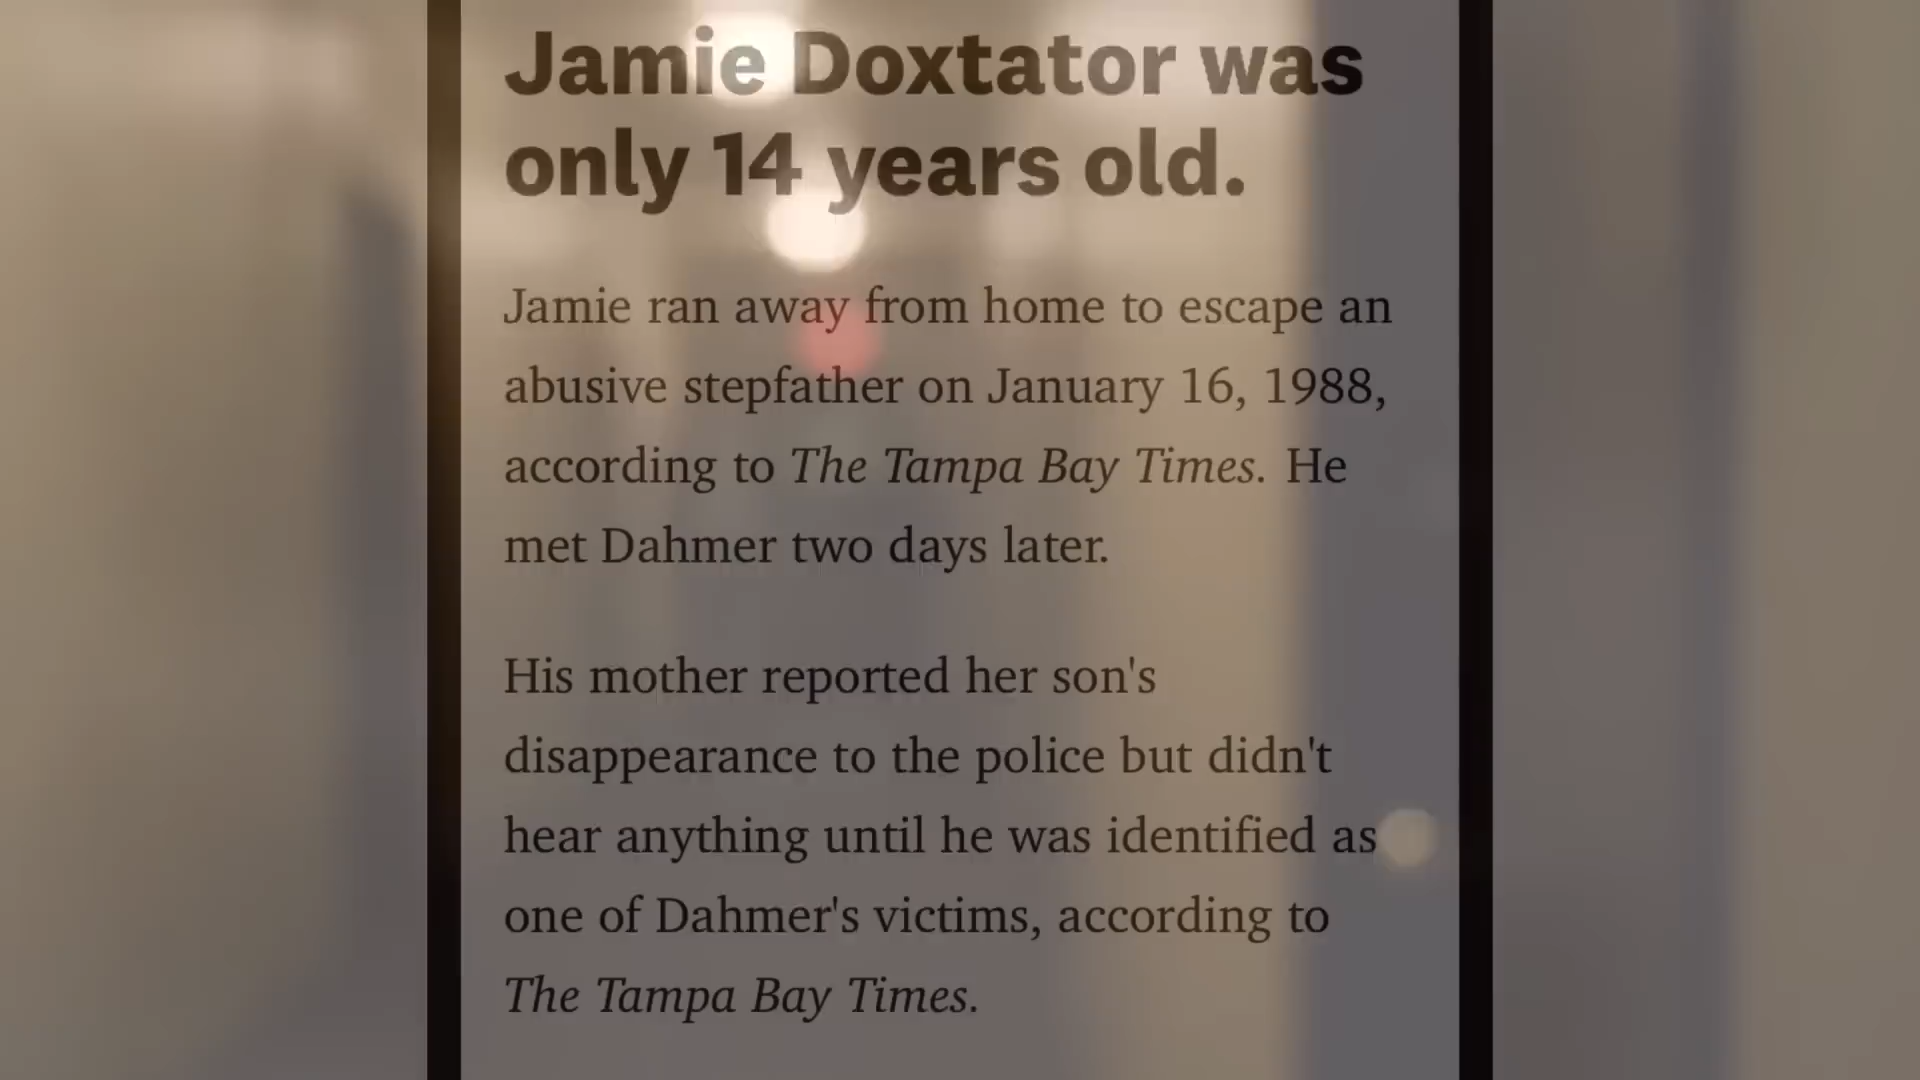 Jamie Doxtator was
only 14 years old.
Jamie ran away from home to escape an
abusive stepfather on January 16, 1988,
according to The Tampa Bay Times. He
met Dahmer two days later.
His mother reported her son's
disappearance to the police but didn't
hear anything until he was identified as
one of Dahmer's victims, according to
The Tampa Bay Times.